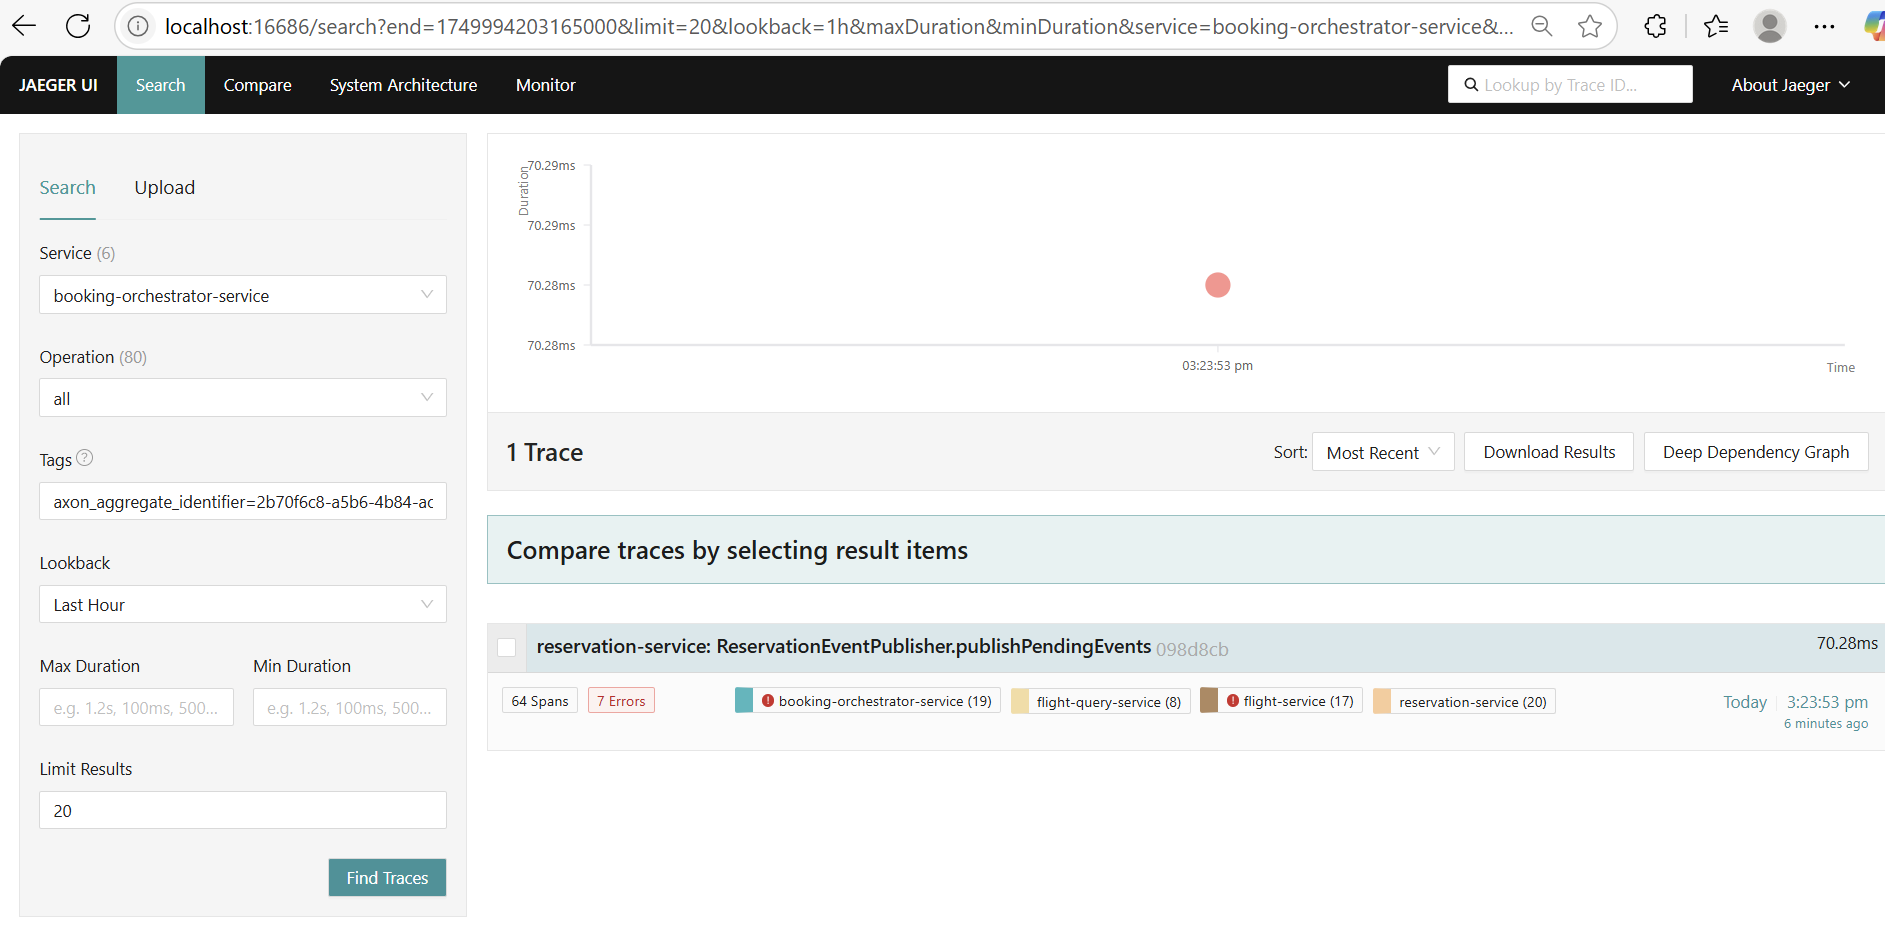 localhost:16686/search?end=1749994203165000&limit=20&lookback=1h&maxDuration&minDuration&service=booking-orchestrator-service&...
JAEGER UI Search Compare System Architecture Monitor Lookup by Trace ID... About Jaeger
Search Upload
Service (6)
booking-orchestrator-service
Operation (80)
all
Tags ?
axon_aggregate_identifier=2b70f6c8-a5b6-4b84-ac
Lookback
Last Hour
Max Duration Min Duration
e.g. 1.2s, 100ms, 500... e.g. 1.2s, 100ms, 500...
Limit Results
20
Find Traces
Duration
70.29ms
70.29ms
70.28ms
70.28ms
03:23:53 pm
Time
1 Trace Sort: Most Recent Download Results Deep Dependency Graph
Compare traces by selecting result items
reservation-service: ReservationEventPublisher.publishPendingEvents 098d8cb 70.28ms
64 Spans 7 Errors booking-orchestrator-service (19) flight-query-service (8) flight-service (17) reservation-service (20) Today 3:23:53 pm
6 minutes ago